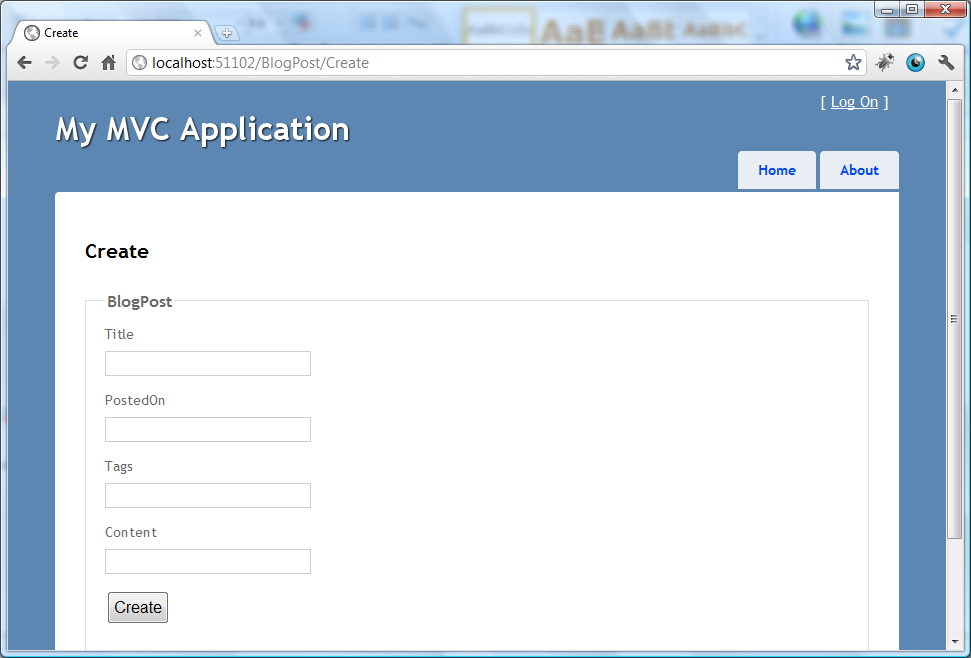 Create
localhost:51102/BlogPost/Create
[ Log On ]
My MVC Application
Home
About
Create
BlogPost
Title
PostedOn
Tags
Content
Create